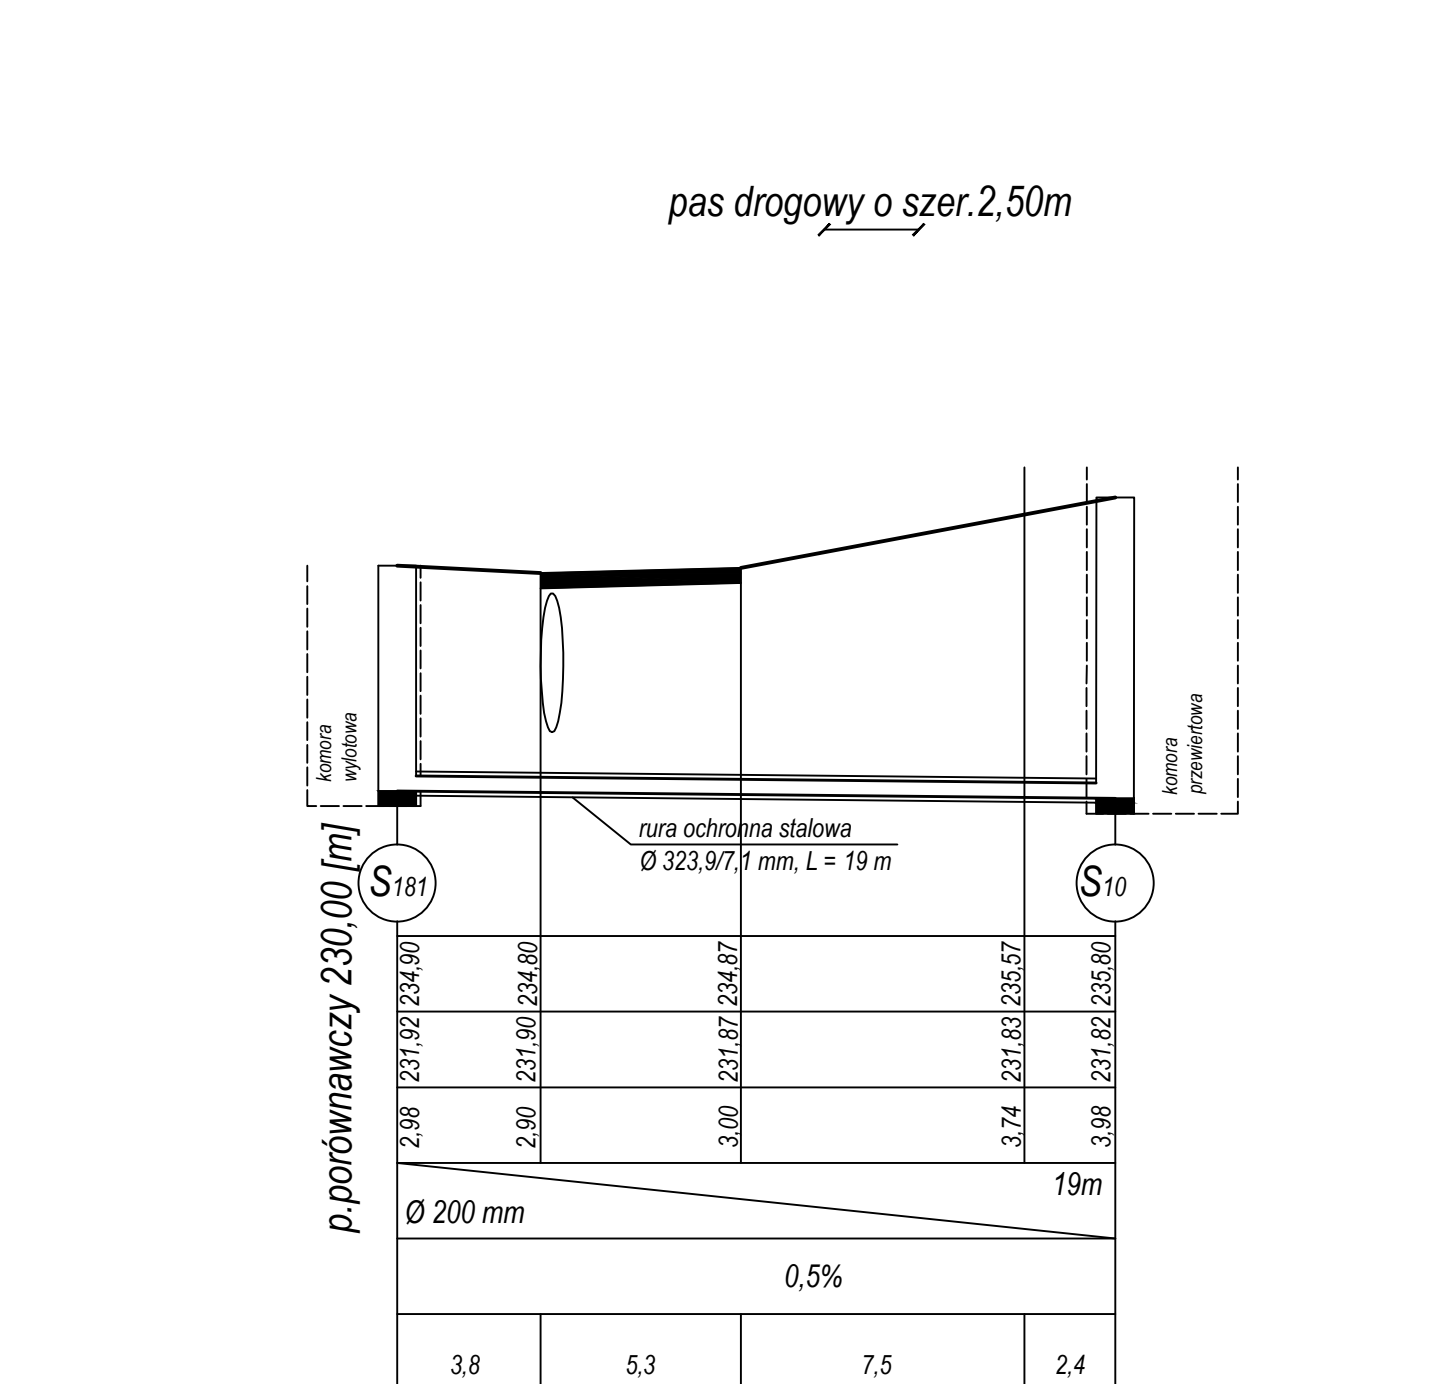 pas drogowy o szer.2,50m
komora
wylotowa
komora
przewiertowa
rura ochronna stalowa
Ø 323,9/7,1 mm, L = 19 m
S181
S10
p.porównawczy 230,00 [m]
234,90 234,80 234,87 235,57 235,80
231,92 231,90 231,87 231,83 231,82
2,98 2,90 3,00 3,74 3,98
19m
Ø 200 mm
0,5%
3,8 5,3 7,5 2,4